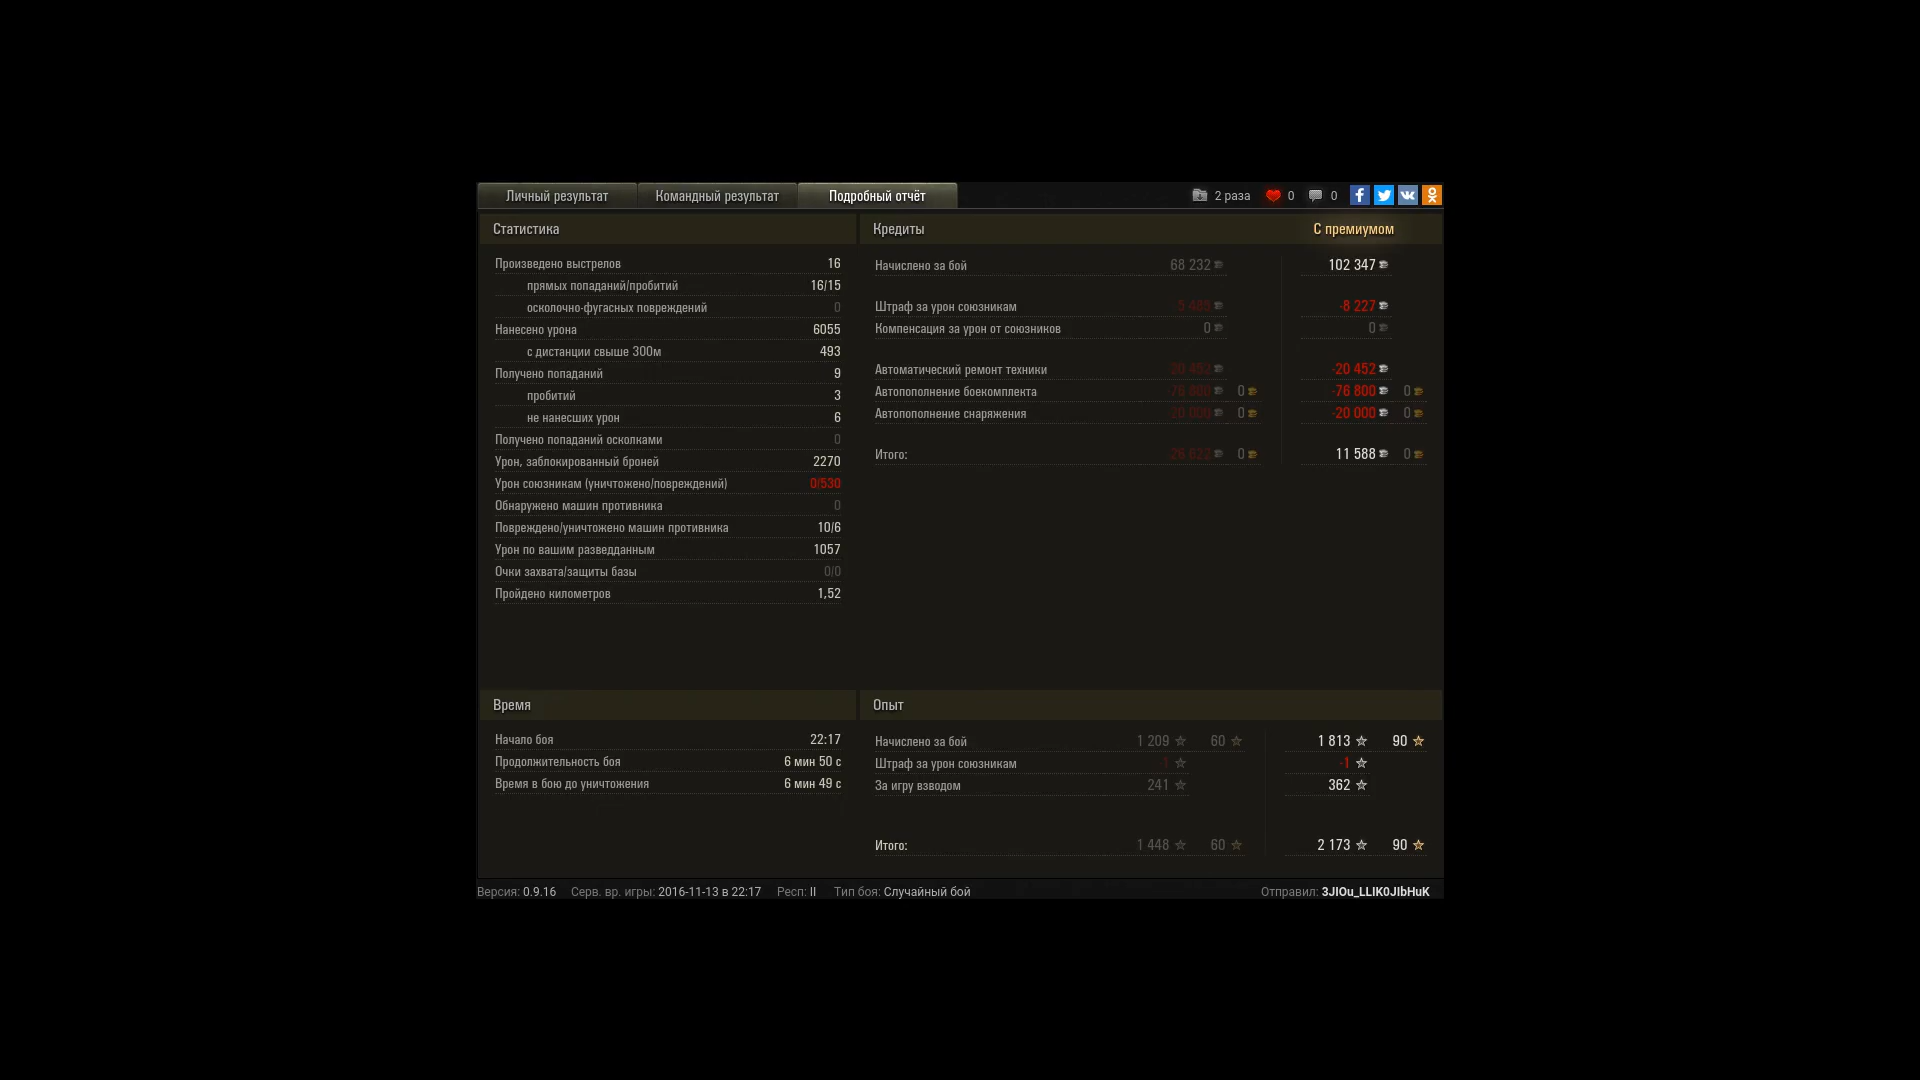 Личный результат Командный результат Подробный отчёт 2 раза 0 0
Статистика
Произведено выстрелов 16
прямых попаданий/пробитий 16/15
осколочно-фугасных повреждений 0
Нанесено урона 6055
с дистанции свыше 300м 493
Получено попаданий 9
пробитий 3
не нанесших урон 6
Получено попаданий осколками 0
Урон, заблокированный броней 2270
Урон союзникам (уничтожено/повреждений) 0/530
Обнаружено машин противника 0
Повреждено/уничтожено машин противника 10/6
Урон по вашим разведданным 1057
Очки захвата/защиты базы 0/0
Пройдено километров 1,52
Кредиты С премиумом
Начислено за бой 68 232 102 347
Штраф за урон союзникам -8 227
Компенсация за урон от союзников 0 0
Автоматический ремонт техники -20 452 -20 452
Автопополнение боекомплекта -76 800 0 -76 800 0
Автопополнение снаряжения -20 000 0 -20 000 0
Итого: 0 11 588 0
Время
Начало боя 22:17
Продолжительность боя 6 мин 50 с
Время в бою до уничтожения 6 мин 49 с
Опыт
Начислено за бой 1 209 60 1 813 90
Штраф за урон союзникам -1 -1
За игру взводом 241 362
Итого: 1 448 60 2 173 90
Версия: 0.9.16 Серв. вр. игры: 2016-11-13 в 22:17 Респ: II Тип боя: Случайный бой Отправил: 3JIOu_LLIK0JIbHuK